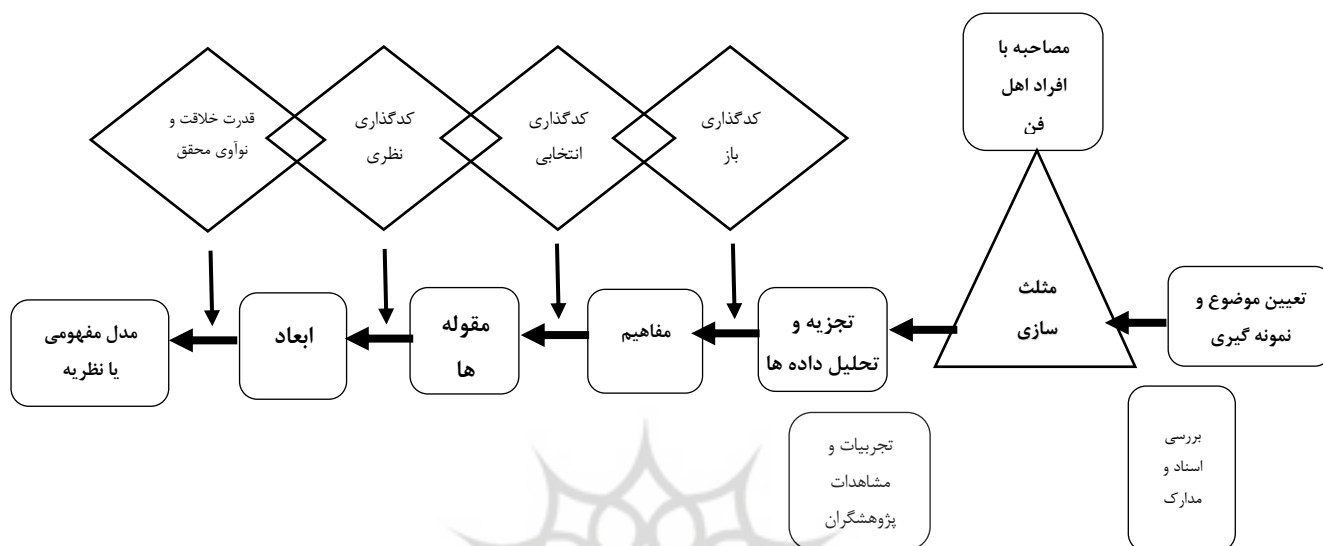 مصاحبه با
افراد اهل
فن
کدگذاری
باز
کدگذاری
انتخابی
کدگذاری
نظری
قدرت خلاقت و
نوآوی محقق
تعیین موضوع و
نمونه گیری
مثلث
سازی
تجزیه و
تحلیل داده ها
مفاهیم
مقوله
ها
ابعاد
مدل مفهومی
یا نظریه
بررسی
اسناد و
مدارک
تجربیات و
مشاهدات
پژوهشگران